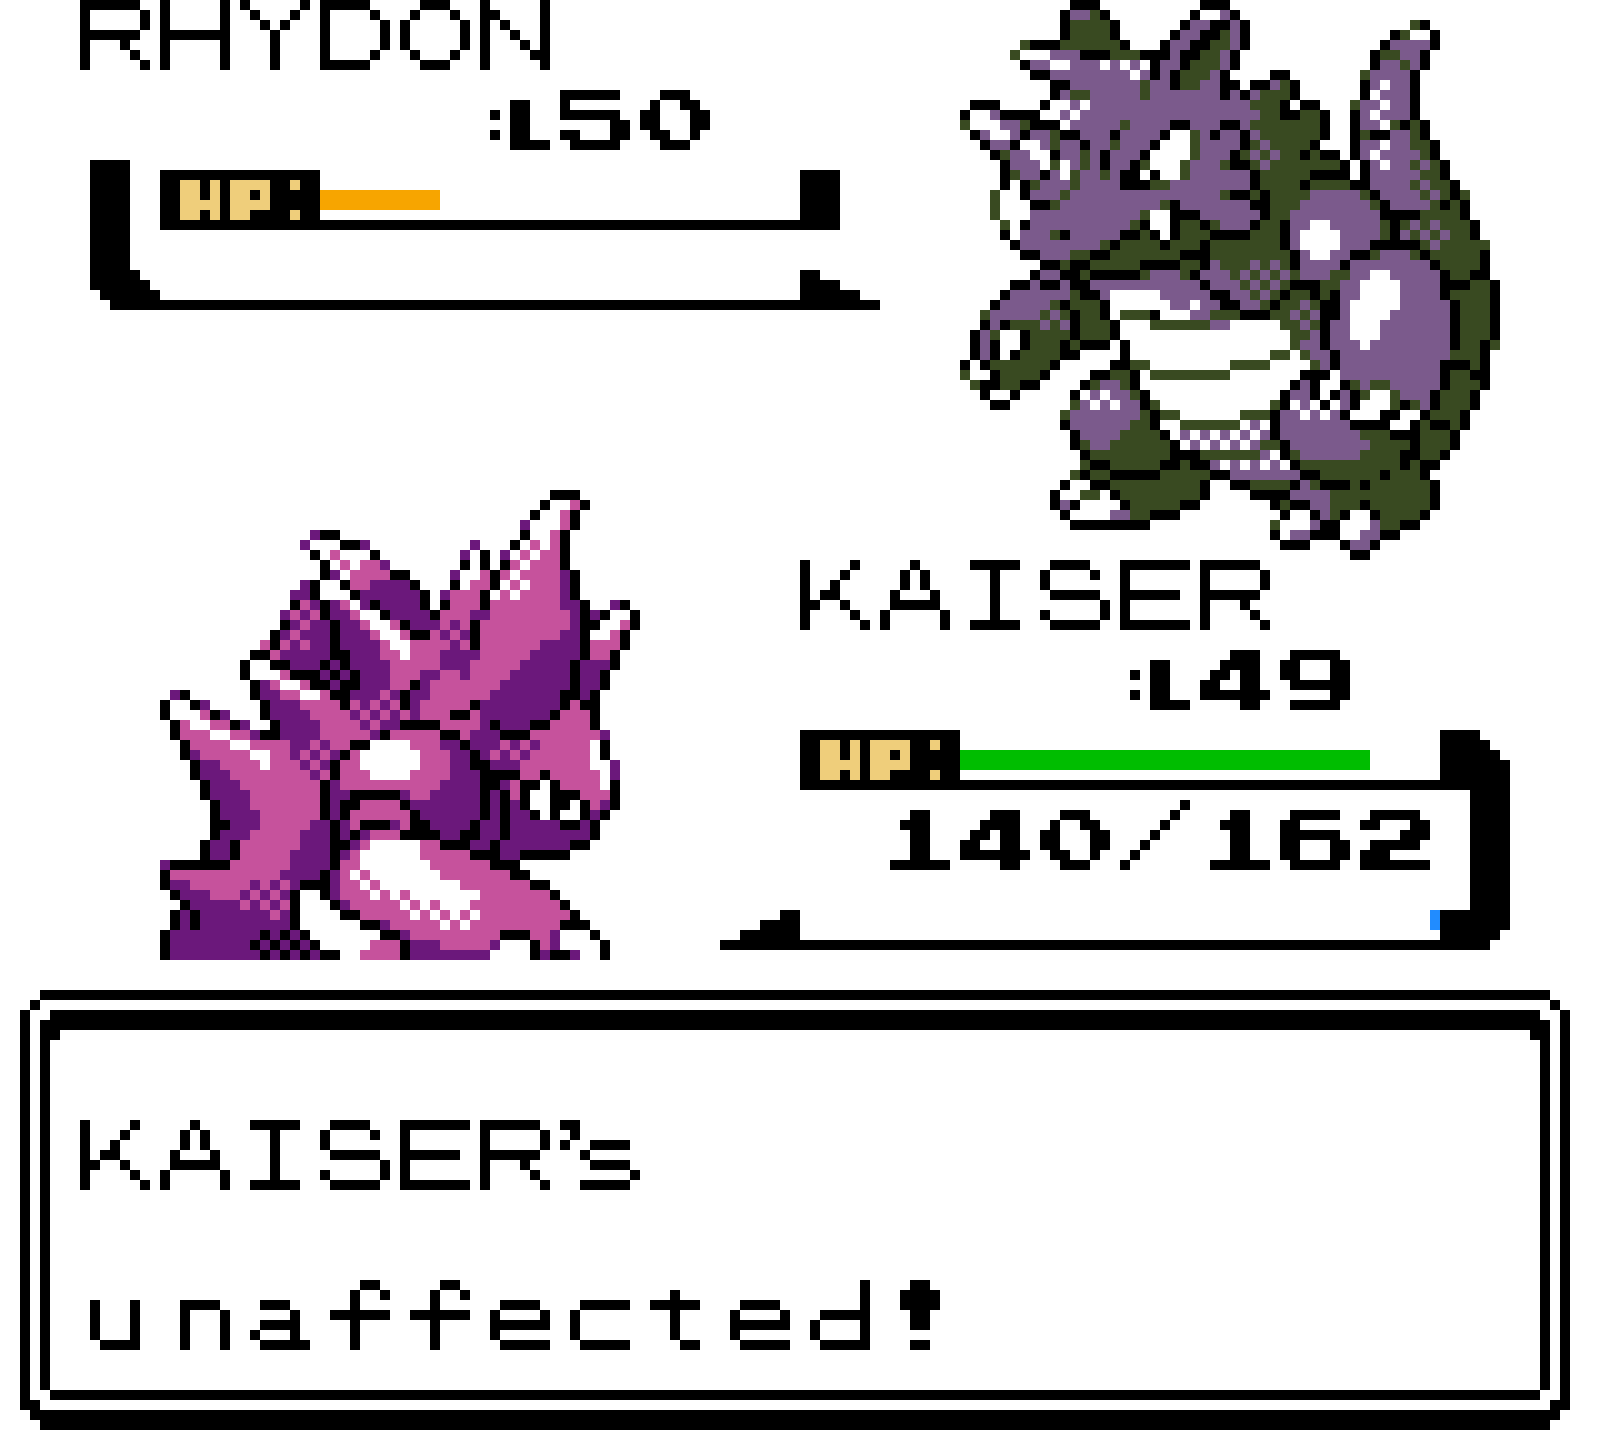 RHYDON
:L50
HP:
KAISER
:L49
HP:
140/162
KAISER's
unaffected!